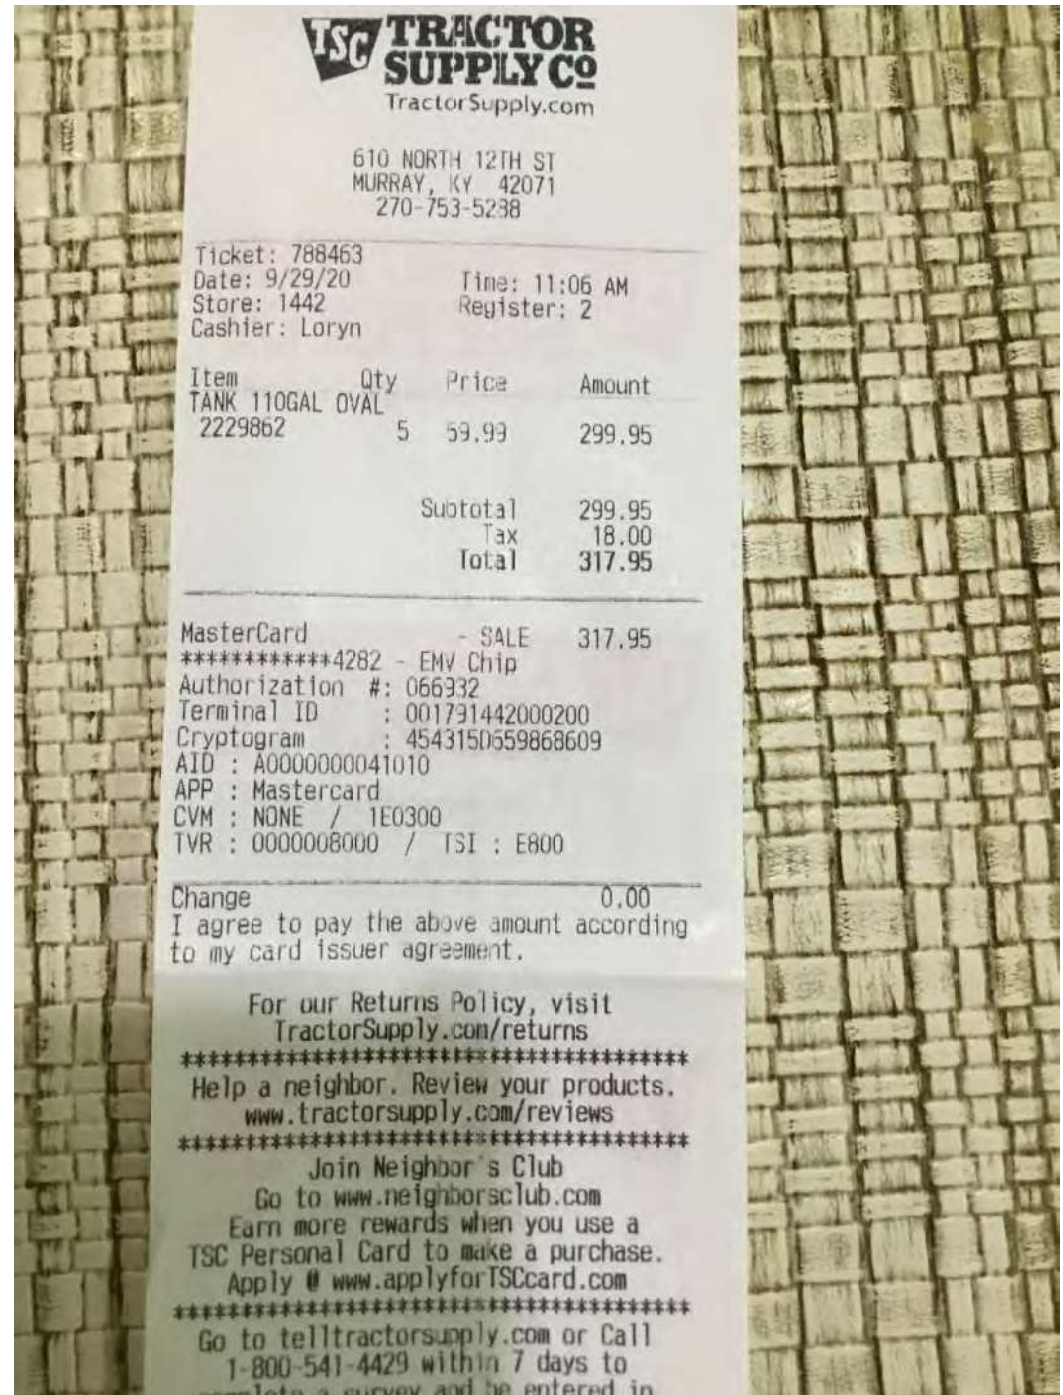 TSC TRACTOR
SUPPLY CO
TractorSupply.com
610 NORTH 12TH ST
MURRAY, KY 42071
270-753-5238
Ticket: 788463
Date: 9/29/20 Time: 11:06 AM
Store: 1442 Register: 2
Cashier: Loryn
Item Qty Price Amount
TANK 110GAL OVAL
2229862 5 59.99 299.95
Subtotal 299.95
Tax 18.00
Total 317.95
MasterCard - SALE 317.95
************4282 - EMV Chip
Authorization #: 066932
Terminal ID : 001791442000200
Cryptogram : 454315D659868609
AID : A0000000041010
APP : Mastercard
CVM : NONE / 1E0300
TVR : 0000008000 / TSI : E800
Change 0.00
I agree to pay the above amount according
to my card issuer agreement.
For our Returns Policy, visit
TractorSupply.com/returns
***************************************
Help a neighbor. Review your products.
www.tractorsupply.com/reviews
***************************************
Join Neighbor's Club
Go to www.neighborsclub.com
Earn more rewards when you use a
TSC Personal Card to make a purchase.
Apply @ www.applyforTSCcard.com
***************************************
Go to telltractorsupply.com or Call
1-800-541-4429 within 7 days to
complete a survey and be entered in